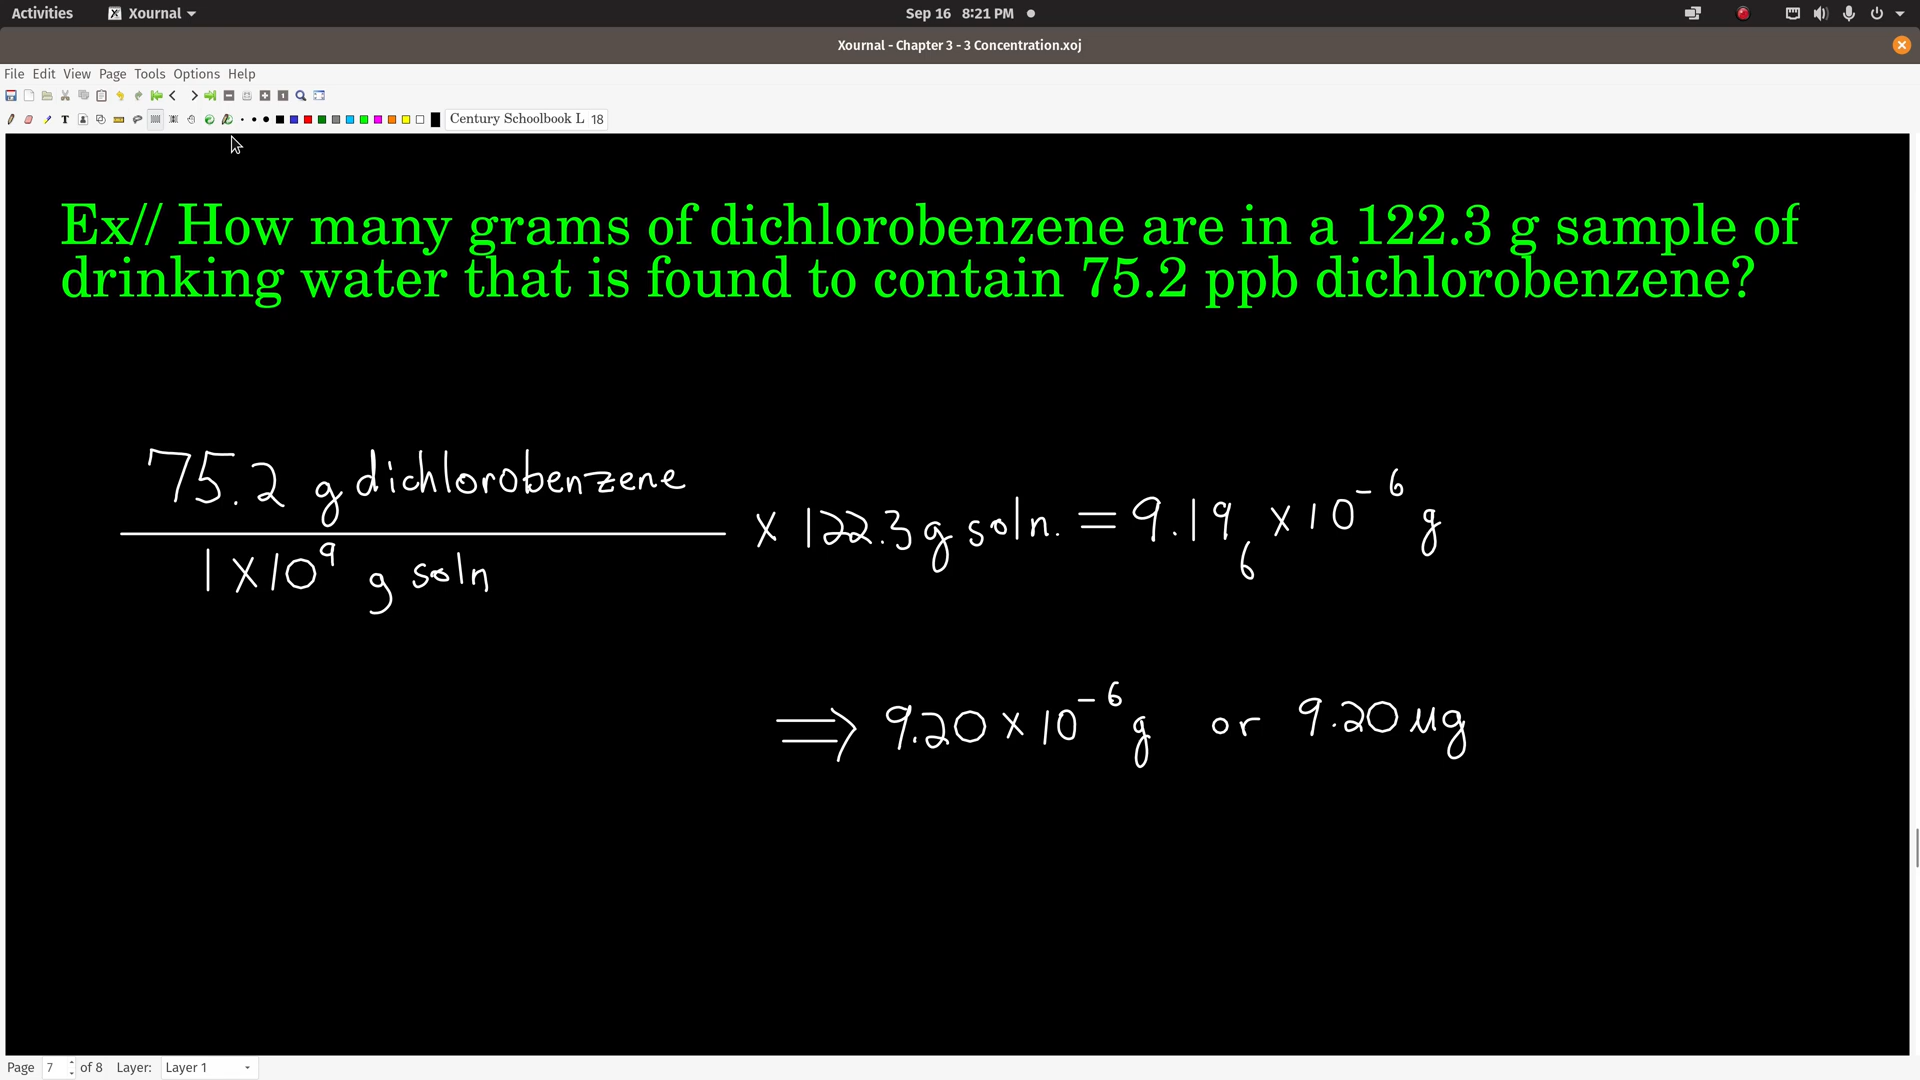 Activities Xournal Sep 16 8:21 PM
Xournal - Chapter 3 - 3 Concentration.xoj
File Edit View Page Tools Options Help
Century Schoolbook L 18
Ex// How many grams of dichlorobenzene are in a 122.3 g sample of
drinking water that is found to contain 75.2 ppb dichlorobenzene?
75.2 g dichlorobenzene
1 x 10⁹ g soln
x 122.3 g soln. = 9.19₆ x 10⁻⁶ g
⟹ 9.20 x 10⁻⁶ g or 9.20 µg
Page 7 of 8 Layer: Layer 1